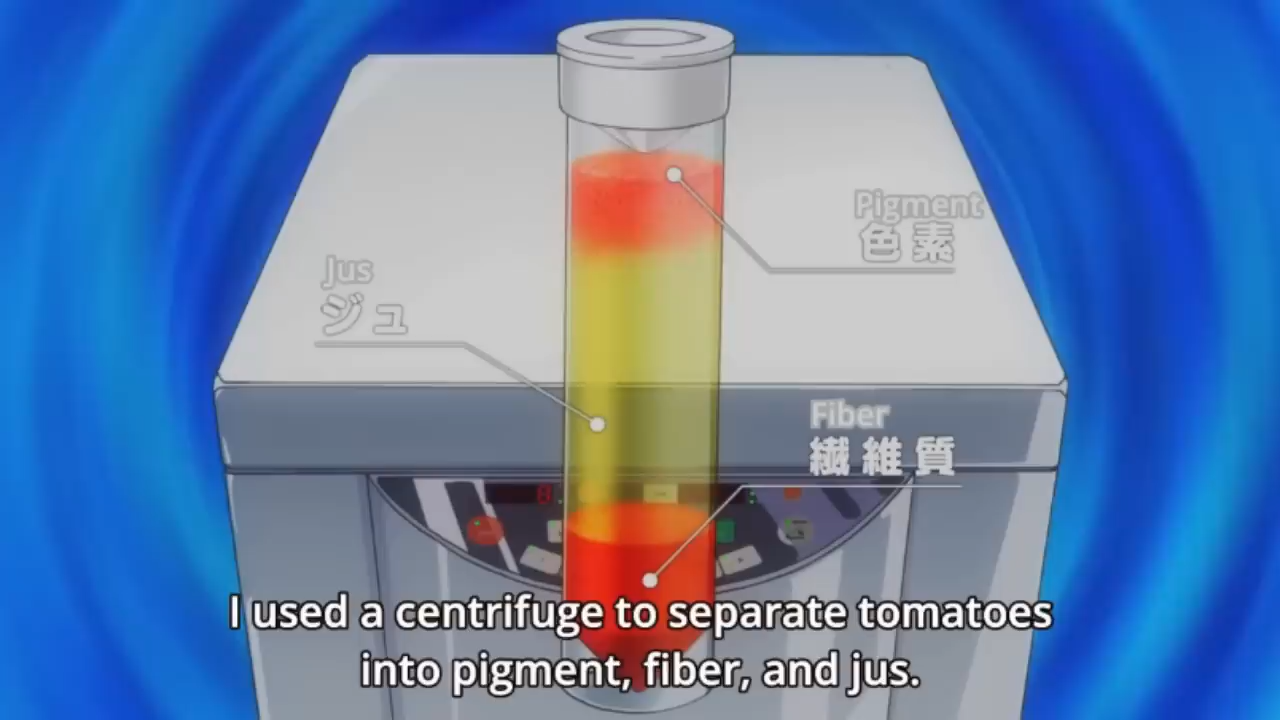 Pigment
色素
Jus
ジュ
Fiber
繊維質
8.
I used a centrifuge to separate tomatoes
into pigment, fiber, and jus.